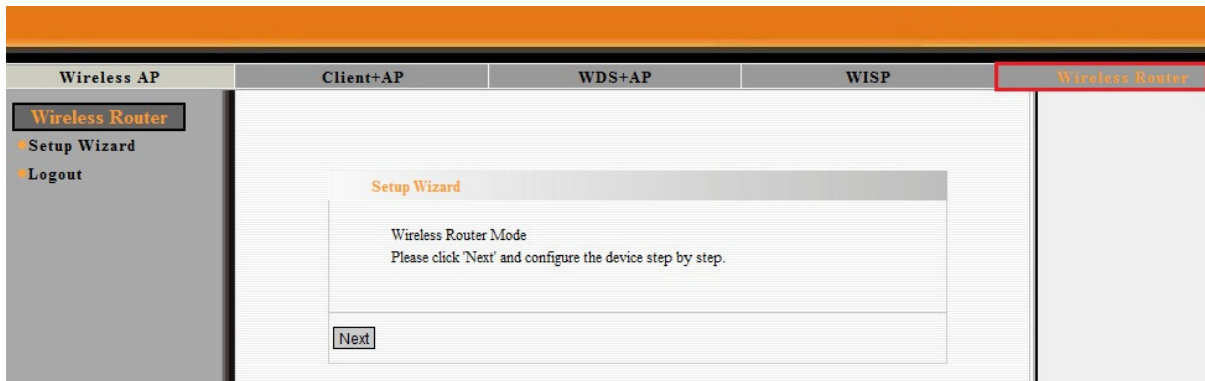 Wireless AP
Client+AP
WDS+AP
WISP
Wireless Router
Wireless Router
Setup Wizard
Logout
Setup Wizard
Wireless Router Mode
Please click 'Next' and configure the device step by step.
Next